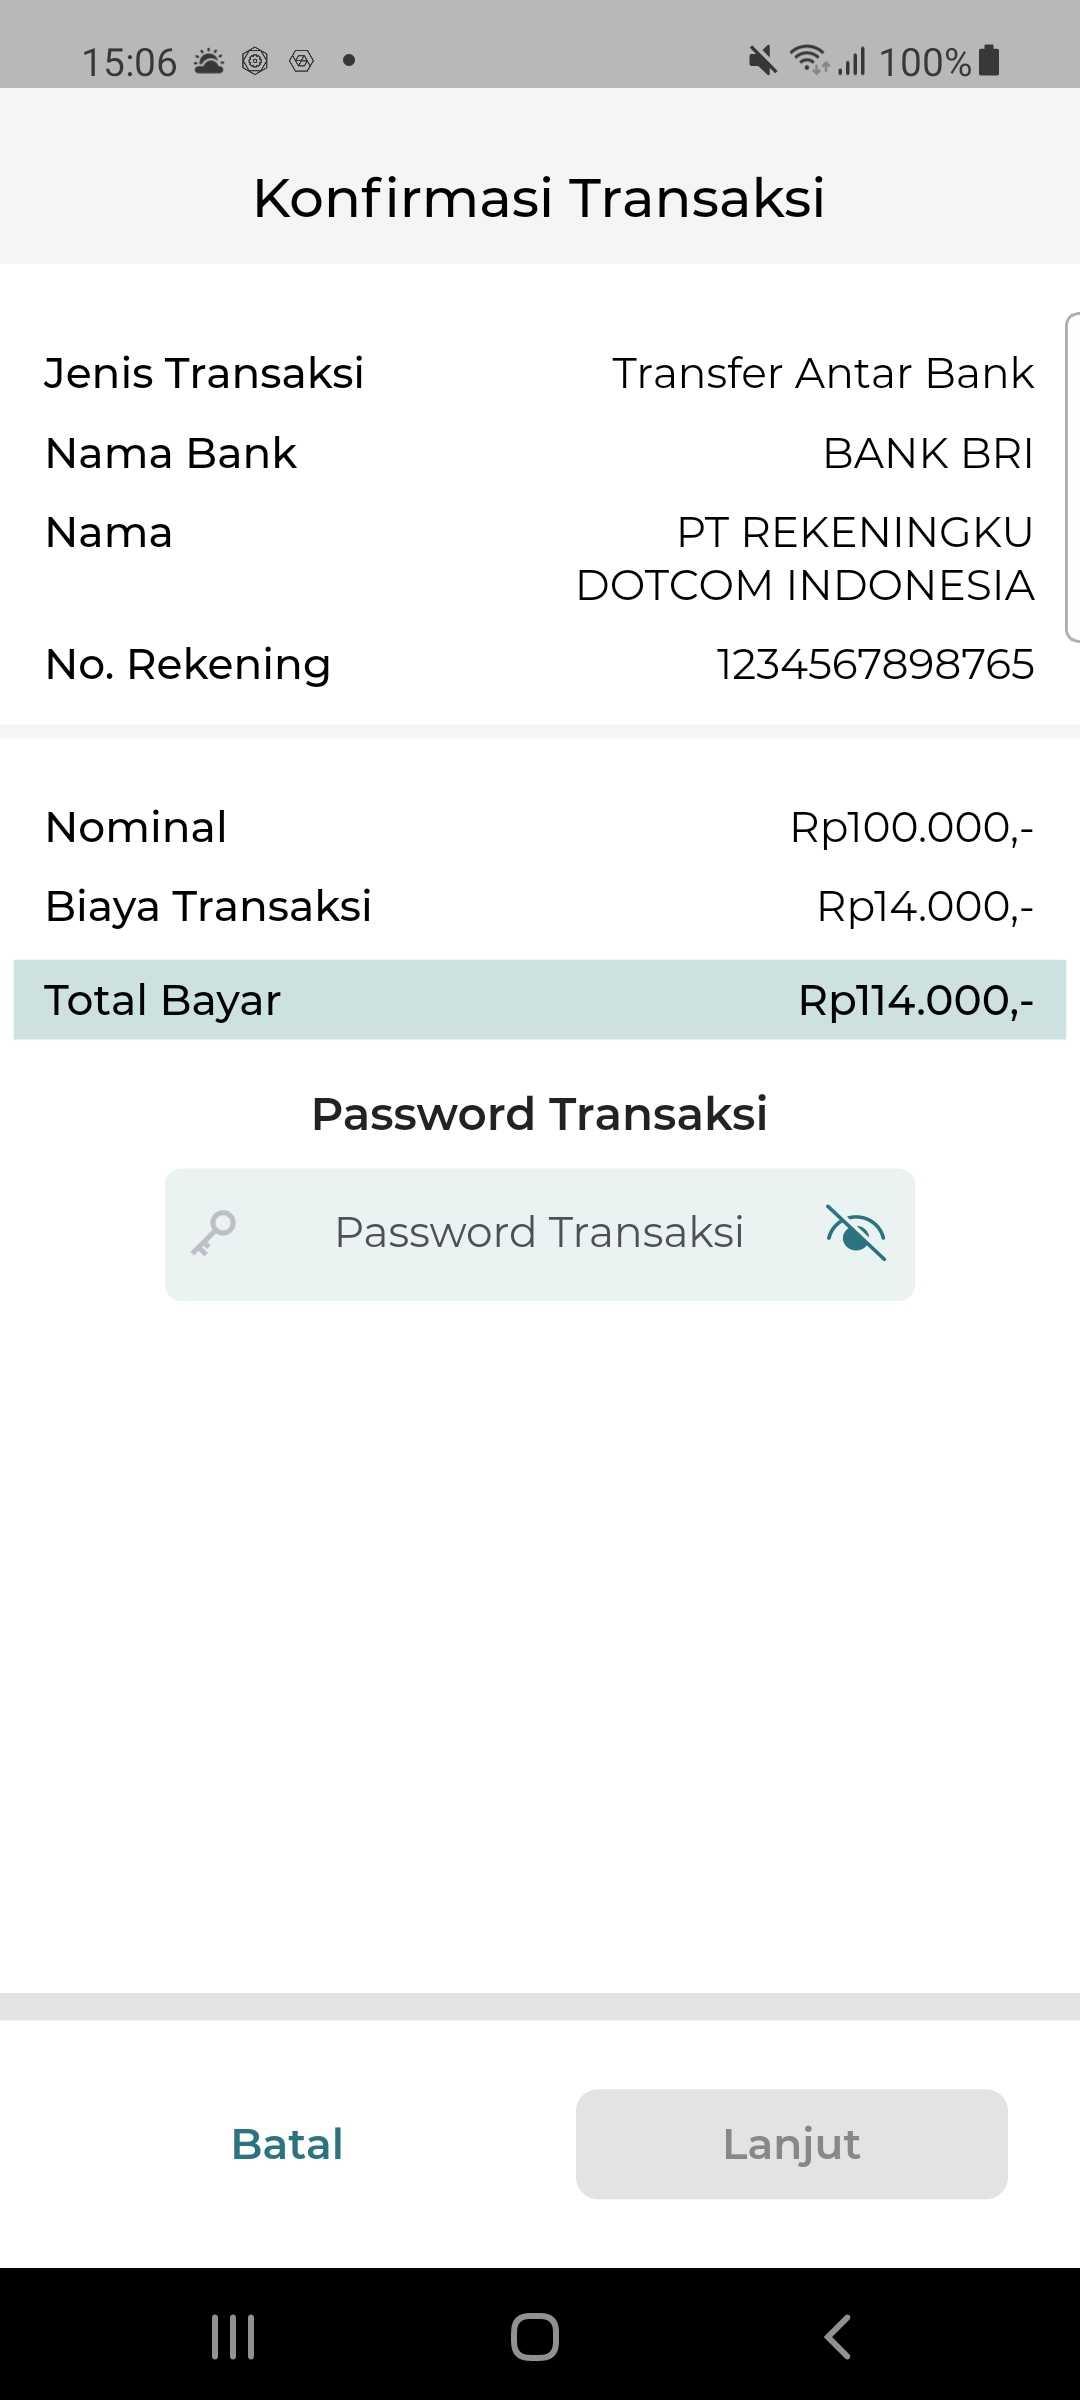 15:06
100%
Konfirmasi Transaksi
Jenis Transaksi Transfer Antar Bank
Nama Bank BANK BRI
Nama PT REKENINGKU
DOTCOM INDONESIA
No. Rekening 1234567898765
Nominal Rp100.000,-
Biaya Transaksi Rp14.000,-
Total Bayar Rp114.000,-
Password Transaksi
Password Transaksi
Batal Lanjut